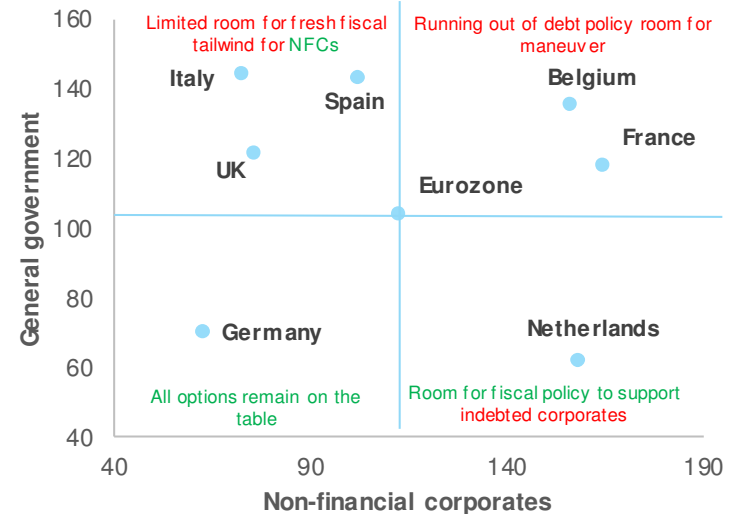 160
Limited room for fresh fiscal
tailwind for NFCs
Running out of debt policy room for
maneuver
Italy
Spain
Belgium
140
France
120
UK
Eurozone
100
General government
80
Germany
Netherlands
60
All options remain on the
table
Room for fiscal policy to support
indebted corporates
40
40
90
140
190
Non-financial corporates